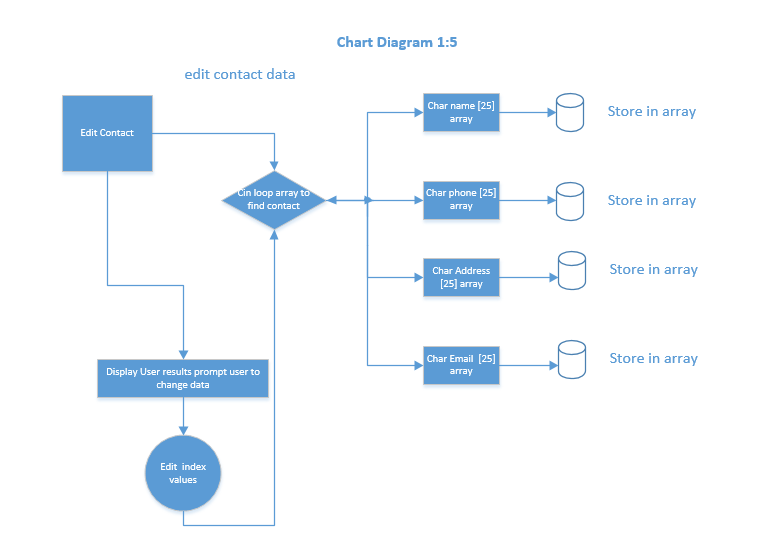 Chart Diagram 1:5
edit contact data
Edit Contact
Cin loop array to
find contact
Char name [25]
array
Store in array
Char phone [25]
array
Store in array
Char Address
[25] array
Store in array
Char Email [25]
array
Store in array
Display User results prompt user to
change data
Edit index
values